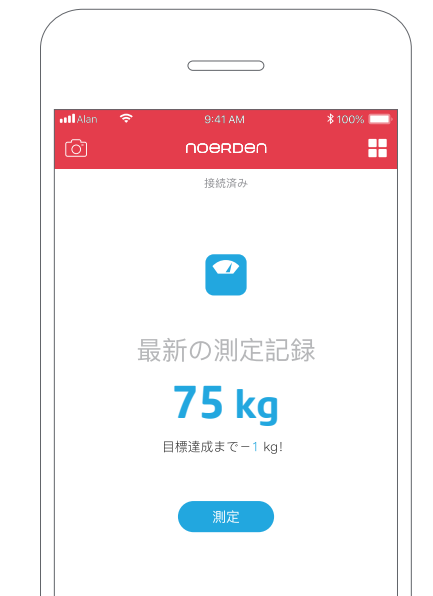 Alan 9:41 AM 100%
NOERDEN
接続済み
最新の測定記録
75 kg
目標達成まで－1 kg!
測定